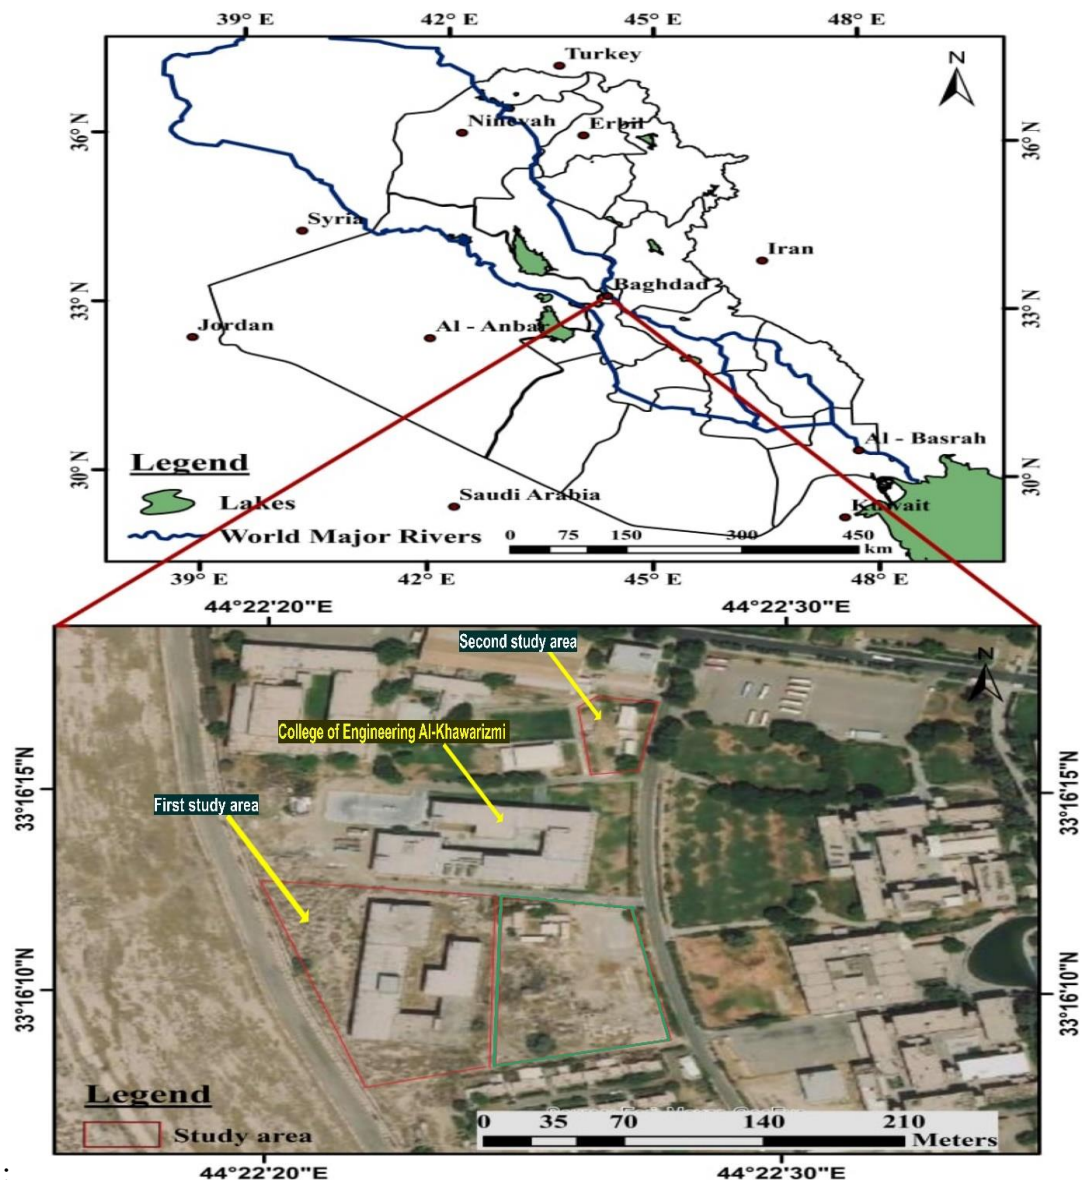 39° E 42° E 45° E 48° E
Turkey
N
36° N
Ninevah
Erbil
36° N
Syria
Iran
Baghdad
33° N
33° N
Jordan
Al - Anbar
Al - Basrah
Legend
30° N
30° N
Saudi Arabia
Kuwait
Lakes
World Major Rivers
0 75 150 300 450
km
39° E 42° E 45° E 48° E
44°22'20"E 44°22'30"E
Second study area
N
College of Engineering Al-Khawarizmi
33°16'15"N
33°16'15"N
First study area
33°16'10"N
33°16'10"N
Legend
Study area
0 35 70 140 210
Meters
44°22'20"E 44°22'30"E